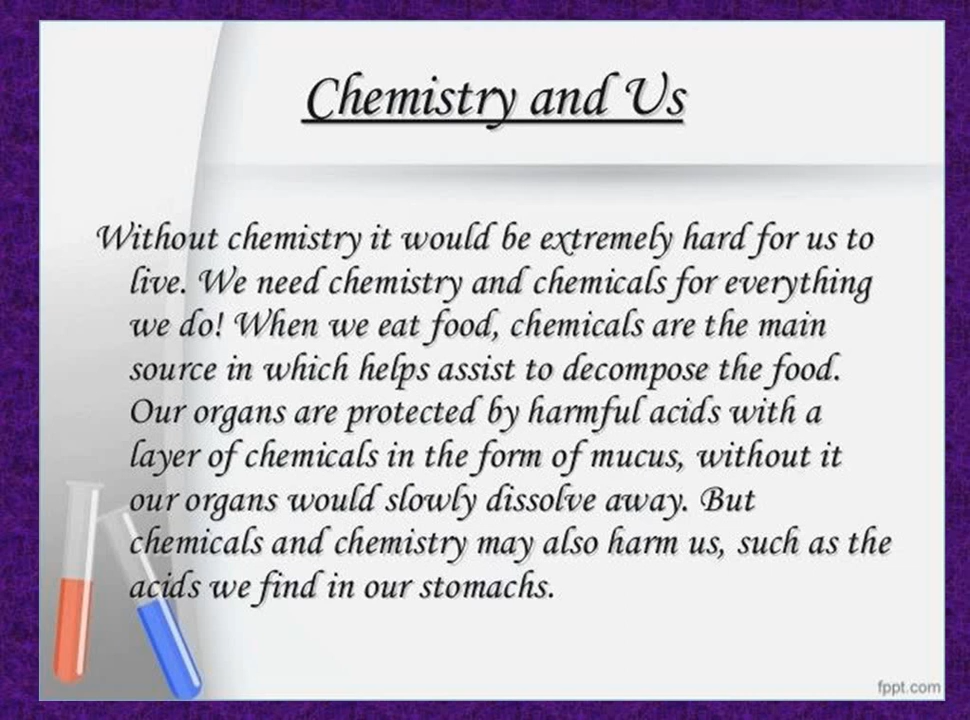 Chemistry and Us
Without chemistry it would be extremely hard for us to
live. We need chemistry and chemicals for everything
we do! When we eat food, chemicals are the main
source in which helps assist to decompose the food.
Our organs are protected by harmful acids with a
layer of chemicals in the form of mucus, without it
our organs would slowly dissolve away. But
chemicals and chemistry may also harm us, such as the
acids we find in our stomachs.
fppt.com